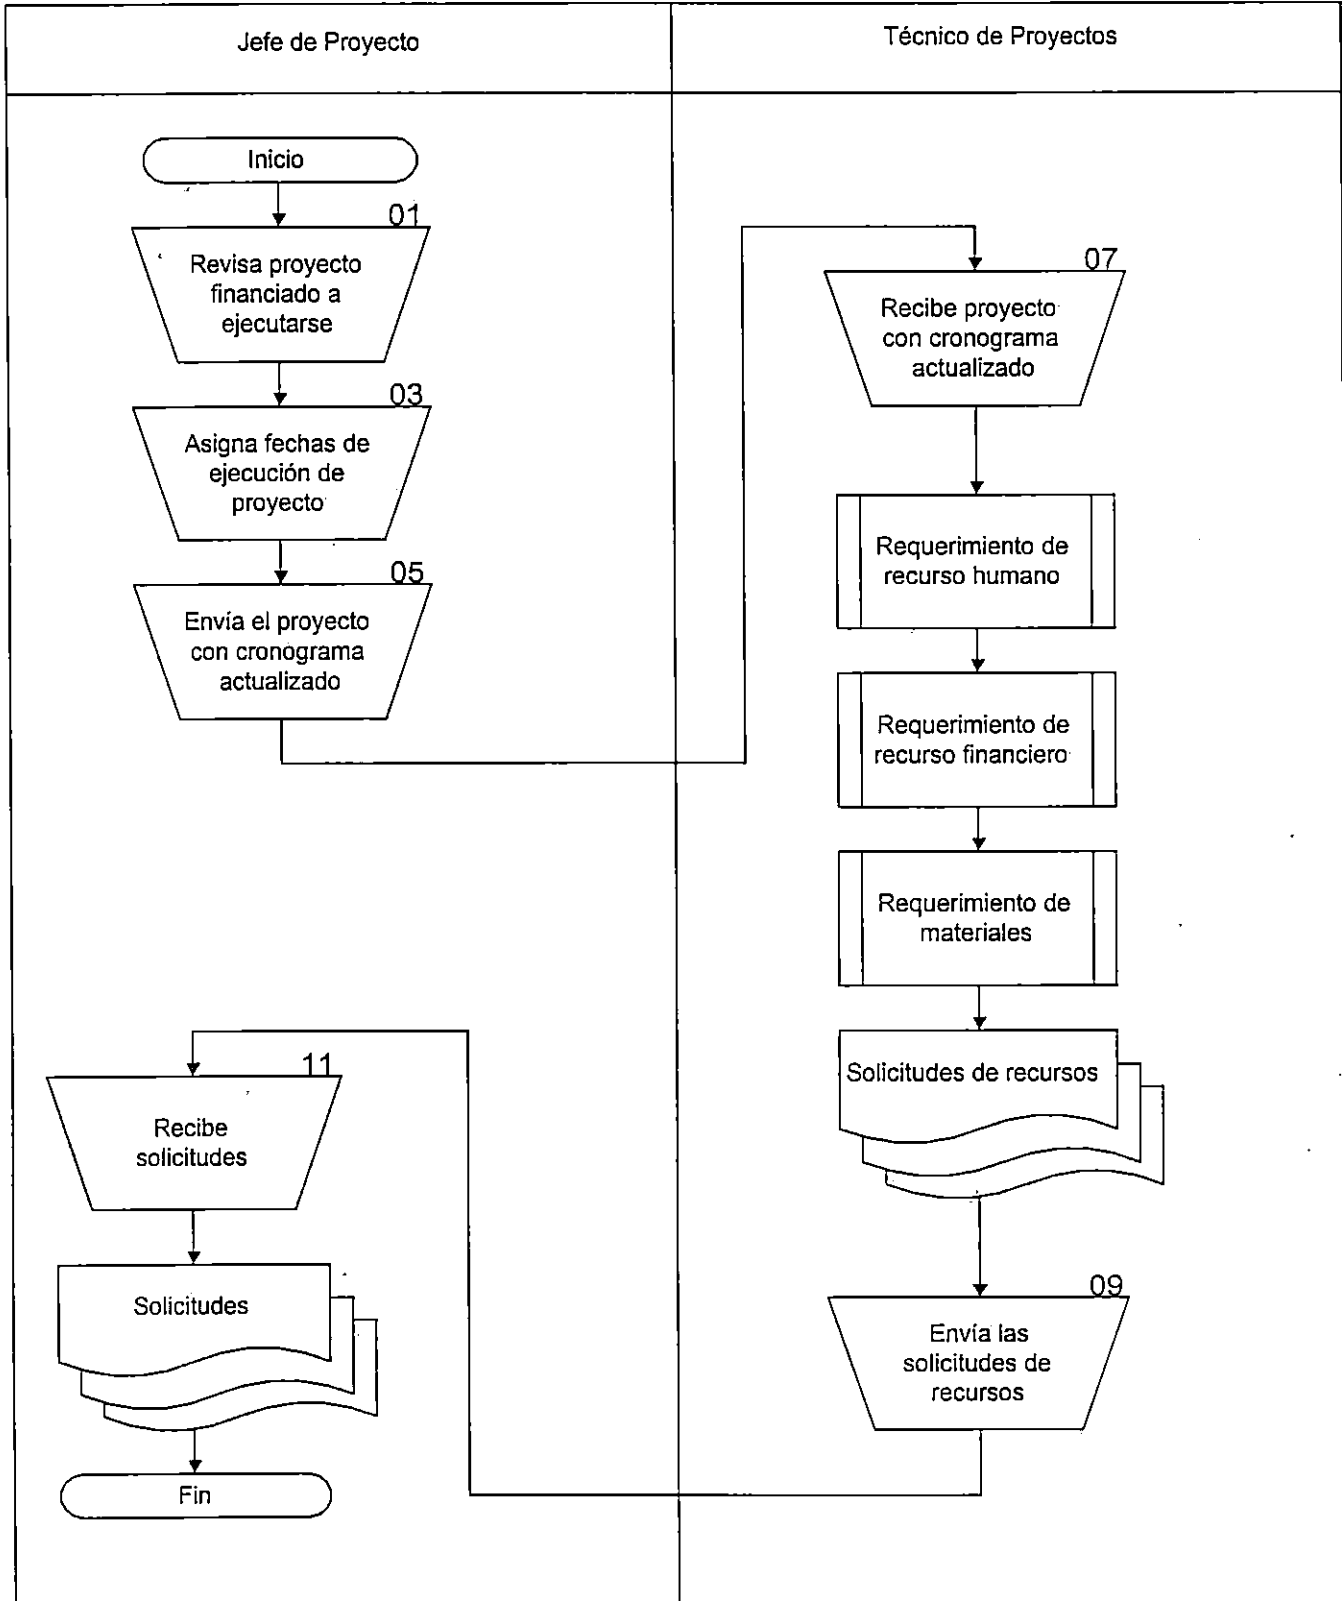 Jefe de Proyecto
Técnico de Proyectos
Inicio
01
Revisa proyecto
financiado a
ejecutarse
03
Asigna fechas de
ejecución de
proyecto
05
Envía el proyecto
con cronograma
actualizado
07
Recibe proyecto
con cronograma
actualizado
Requerimiento de
recurso humano
Requerimiento de
recurso financiero
Requerimiento de
materiales
Solicitudes de recursos
09
Envía las
solicitudes de
recursos
11
Recibe
solicitudes
Solicitudes
Fin